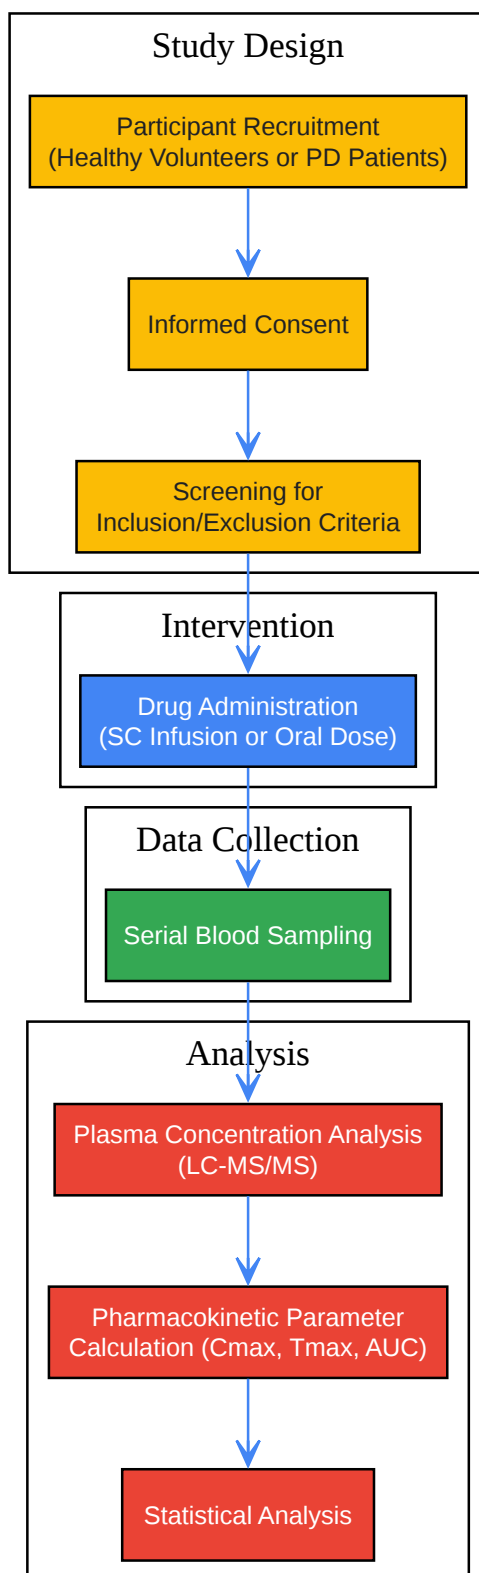 Study Design
Participant Recruitment
(Healthy Volunteers or PD Patients)
Informed Consent
Screening for
Inclusion/Exclusion Criteria
Intervention
Drug Administration
(SC Infusion or Oral Dose)
Data Collection
Serial Blood Sampling
Analysis
Plasma Concentration Analysis
(LC-MS/MS)
Pharmacokinetic Parameter
Calculation (Cmax, Tmax, AUC)
Statistical Analysis